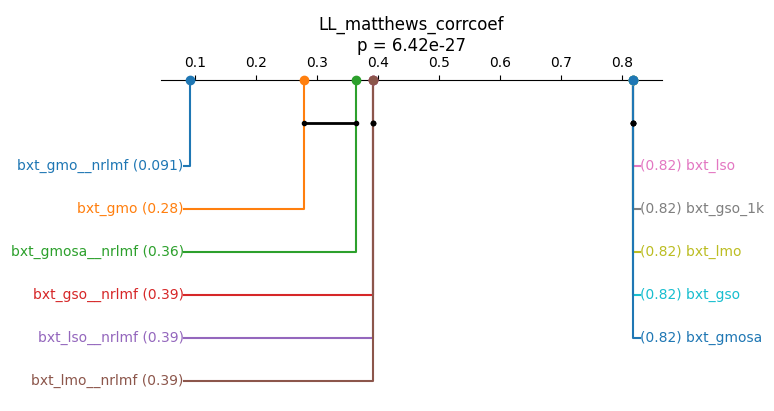 LL_matthews_corrcoef
p = 6.42e-27
0.1 0.2 0.3 0.4 0.5 0.6 0.7 0.8
bxt_gmo__nrlmf (0.091)
(0.82) bxt_lso
bxt_gmo (0.28)
(0.82) bxt_gso_1k
bxt_gmosa__nrlmf (0.36)
(0.82) bxt_lmo
bxt_gso__nrlmf (0.39)
(0.82) bxt_gso
bxt_lso__nrlmf (0.39)
(0.82) bxt_gmosa
bxt_lmo__nrlmf (0.39)